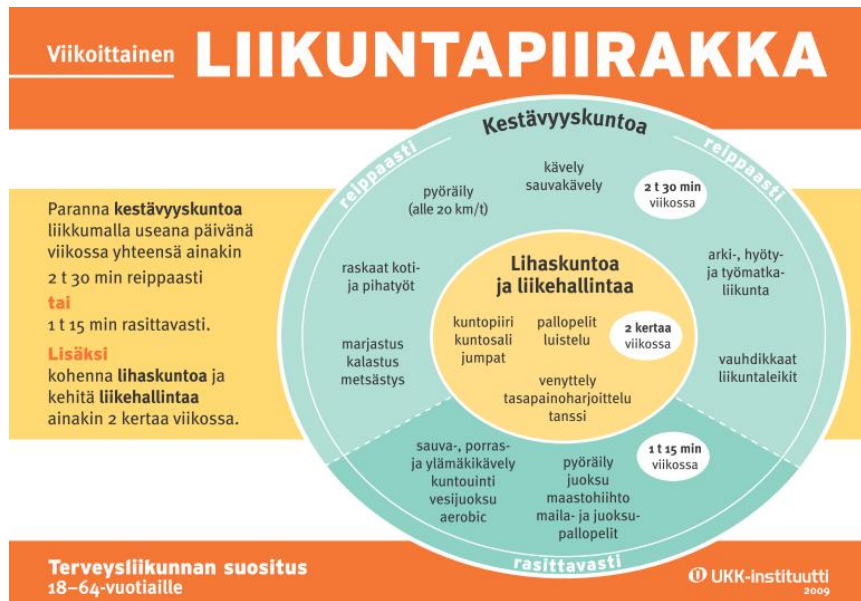 Viikoittainen LIIKUNTAPIIRAKKA
Paranna kestävyyskuntoa
liikkumalla useana päivänä
viikossa yhteensä ainakin
2 t 30 min reippaasti
tai
1 t 15 min rasittavasti.
Lisäksi
kohenna lihaskuntoa ja
kehitä liikehallintaa
ainakin 2 kertaa viikossa.
Kestävyyskuntoa
reippaasti
reippaasti
kävely
sauvakävely
2 t 30 min
viikossa
pyöräily
(alle 20 km/t)
arki-, hyöty-
ja työmatka-
liikunta
raskaat koti-
ja pihatyöt
vauhdikkaat
liikuntaleikit
marjastus
kalastus
metsästys
Lihaskuntoa
ja liikehallintaa
kuntopiiri
kuntosali
jumpat
pallopelit
luistelu
2 kertaa
viikossa
venyttely
tasapainoharjoittelu
tanssi
sauva-, porras-
ja ylämäkikävely
kuntouinti
vesijuoksu
aerobic
pyöräily
juoksu
maastohiihto
maila- ja juoksu-
pallopelit
1 t 15 min
viikossa
rasittavasti
Terveysliikunnan suositus
18–64-vuotiaille
UKK-instituutti
2009